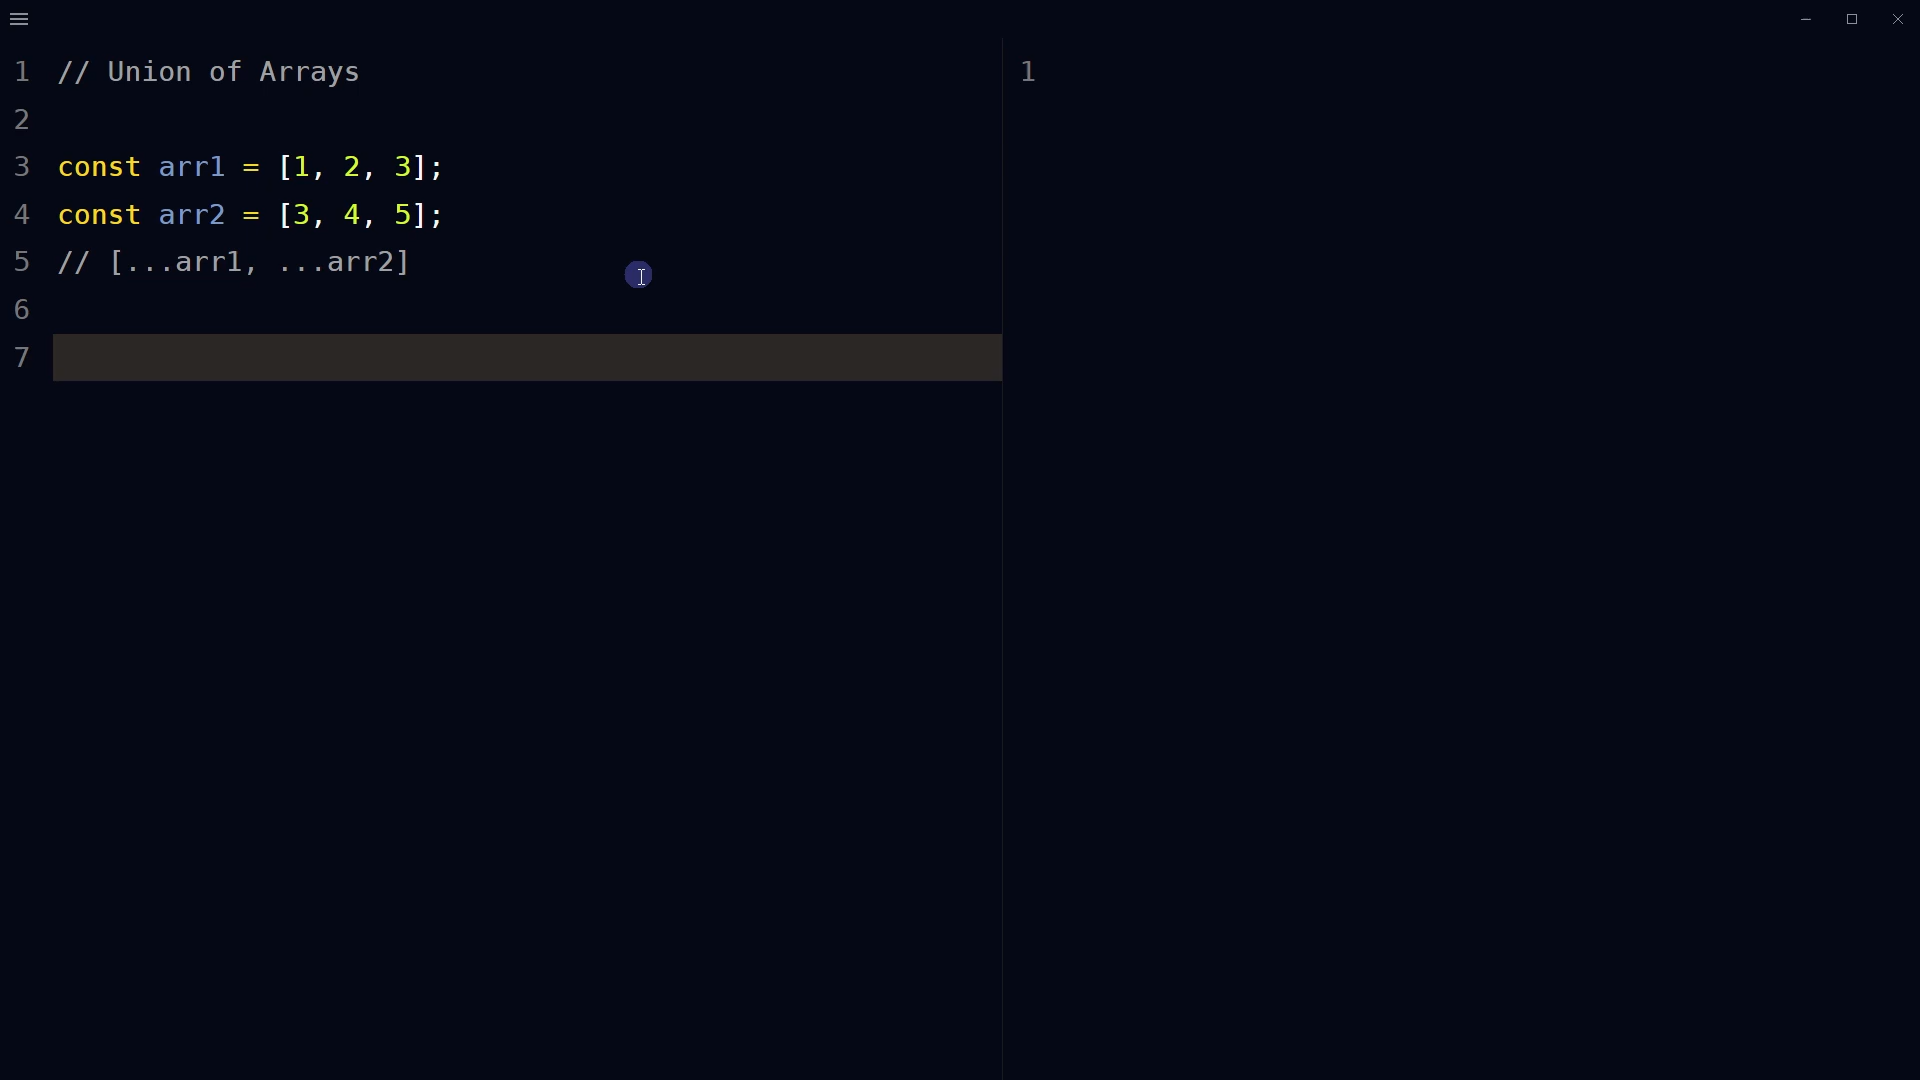 1 // Union of Arrays
2
3 const arr1 = [1, 2, 3];
4 const arr2 = [3, 4, 5];
5 // [...arr1, ...arr2]
6
7
1